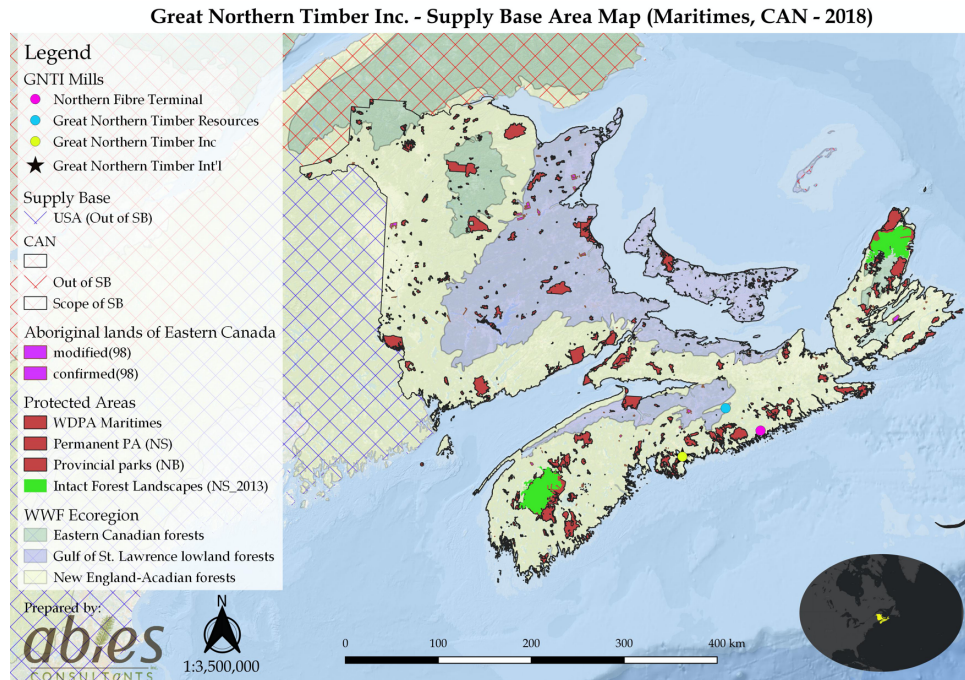 Great Northern Timber Inc. - Supply Base Area Map (Maritimes, CAN - 2018)
Legend
GNTI Mills
Northern Fibre Terminal
Great Northern Timber Resources
Great Northern Timber Inc
Great Northern Timber Int'l
Supply Base
USA (Out of SB)
CAN
Out of SB
Scope of SB
Aboriginal lands of Eastern Canada
modified(98)
confirmed(98)
Protected Areas
WDPA Maritimes
Permanent PA (NS)
Provincial parks (NB)
Intact Forest Landscapes (NS_2013)
WWF Ecoregion
Eastern Canadian forests
Gulf of St. Lawrence lowland forests
New England-Acadian forests
Prepared by:
abies
CONSULTANTS
N
1:3,500,000
0 100 200 300 400 km